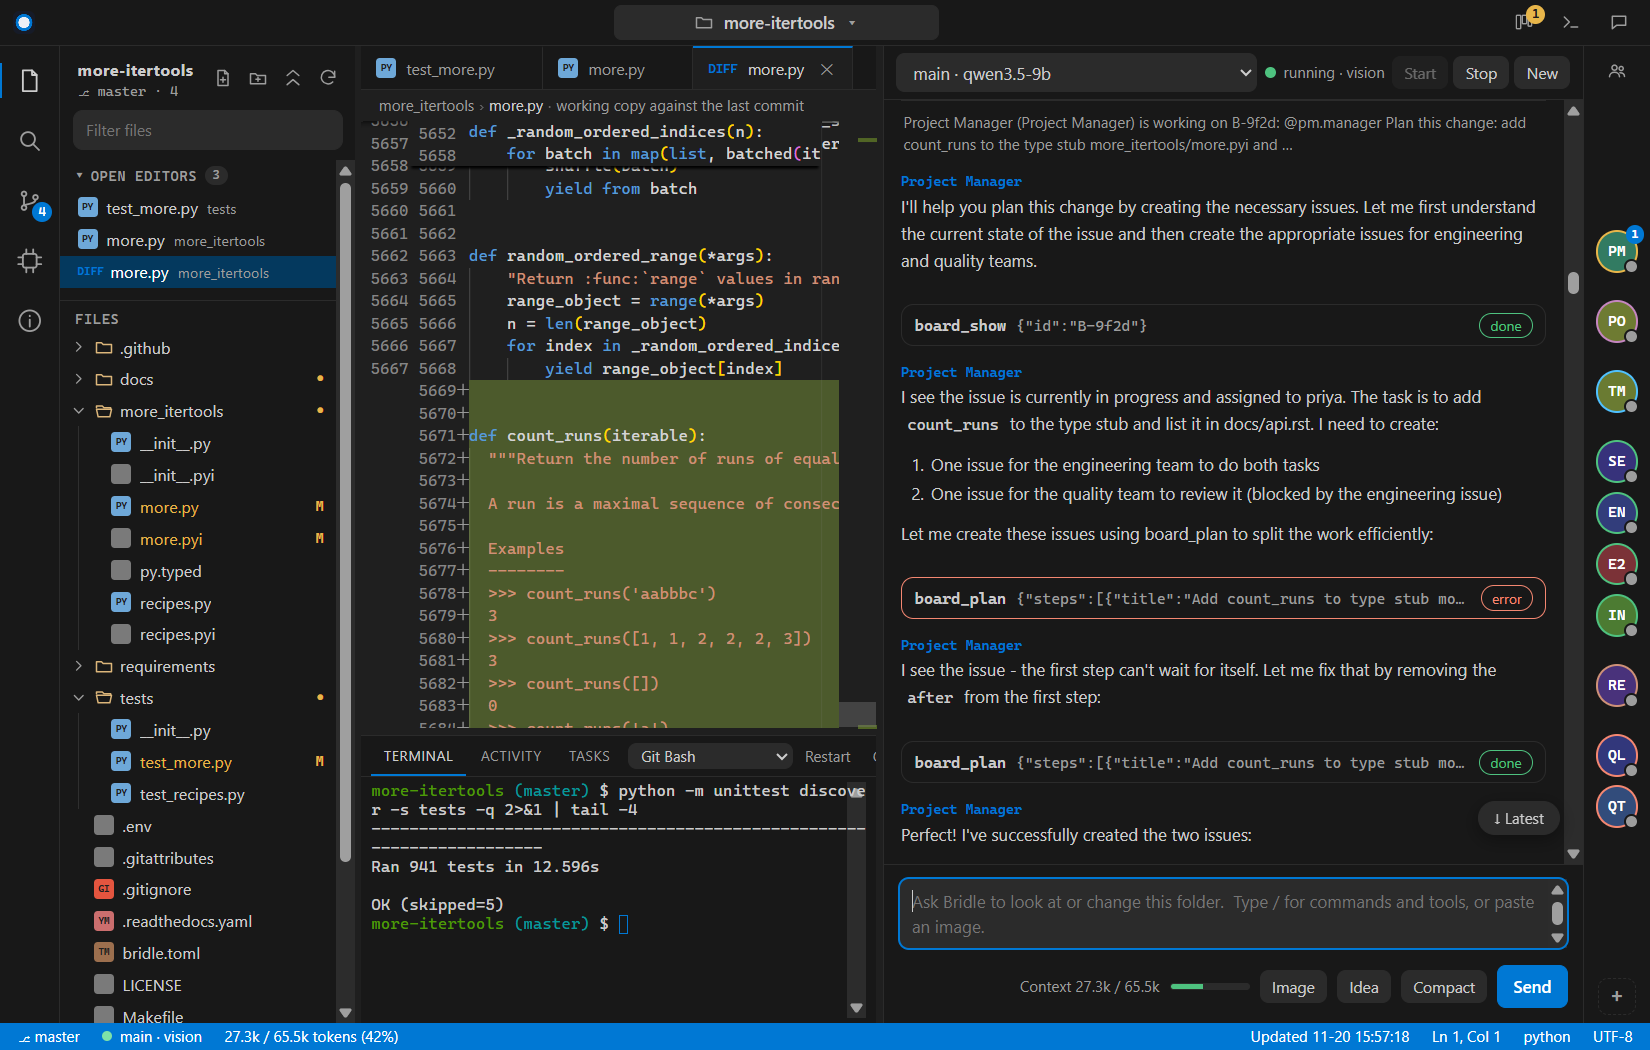 more-itertools
1
more-itertools
master · 4
Filter files
OPEN EDITORS 3
PY test_more.py tests
PY more.py more_itertools
DIFF more.py more_itertools
4
FILES
.github
docs
more_itertools
PY __init__.py
__init__.pyi
PY more.py M
more.pyi M
py.typed
PY recipes.py
recipes.pyi
requirements
tests
PY __init__.py
PY test_more.py M
PY test_recipes.py
.env
.gitattributes
GI .gitignore
YM .readthedocs.yaml
TM bridle.toml
LICENSE
Makefile
PY test_more.py
PY more.py
DIFF more.py
more_itertools › more.py · working copy against the last commit
5652 def _random_ordered_indices(n):
5657
5658 for batch in map(list, batched(it
5658
5659 5660 yield from batch
5660 5661
5661 5662
5662 5663 def random_ordered_range(*args):
5663 5664 "Return :func:`range` values in ran
5664 5665 range_object = range(*args)
5665 5666 n = len(range_object)
5666 5667 for index in _random_ordered_indice
5667 5668 yield range_object[index]
5669+
5670+
5671+def count_runs(iterable):
5672+ """Return the number of runs of equal
5673+
5674+ A run is a maximal sequence of consec
5675+
5676+ Examples
5677+ --------
5678+ >>> count_runs('aabbbc')
5679+ 3
5680+ >>> count_runs([1, 1, 2, 2, 2, 3])
5681+ 3
5682+ >>> count_runs([])
5683+ 0
TERMINAL
ACTIVITY
TASKS
Git Bash
Restart
more-itertools (master) $ python -m unittest discove
r -s tests -q 2>&1 | tail -4
----------------------------------------------------
------------------
Ran 941 tests in 12.596s
OK (skipped=5)
more-itertools (master) $
main · qwen3.5-9b
running · vision
Start
Stop
New
Project Manager (Project Manager) is working on B-9f2d: @pm.manager Plan this change: add
count_runs to the type stub more_itertools/more.pyi and ...
Project Manager
I'll help you plan this change by creating the necessary issues. Let me first understand
the current state of the issue and then create the appropriate issues for engineering
and quality teams.
board_show {"id":"B-9f2d"} done
Project Manager
I see the issue is currently in progress and assigned to priya. The task is to add
count_runs to the type stub and list it in docs/api.rst. I need to create:
1. One issue for the engineering team to do both tasks
2. One issue for the quality team to review it (blocked by the engineering issue)
Let me create these issues using board_plan to split the work efficiently:
board_plan {"steps":[{"title":"Add count_runs to type stub mo… error
Project Manager
I see the issue - the first step can't wait for itself. Let me fix that by removing the
after from the first step:
board_plan {"steps":[{"title":"Add count_runs to type stub mo… done
Project Manager
Perfect! I've successfully created the two issues:
↓ Latest
Ask Bridle to look at or change this folder. Type / for commands and tools, or paste
an image.
Context 27.3k / 65.5k
Image
Idea
Compact
Send
1
PM
PO
TM
SE
EN
E2
IN
RE
QL
QT
+
master
main · vision
27.3k / 65.5k tokens (42%)
Updated 11-20 15:57:18
Ln 1, Col 1
python
UTF-8